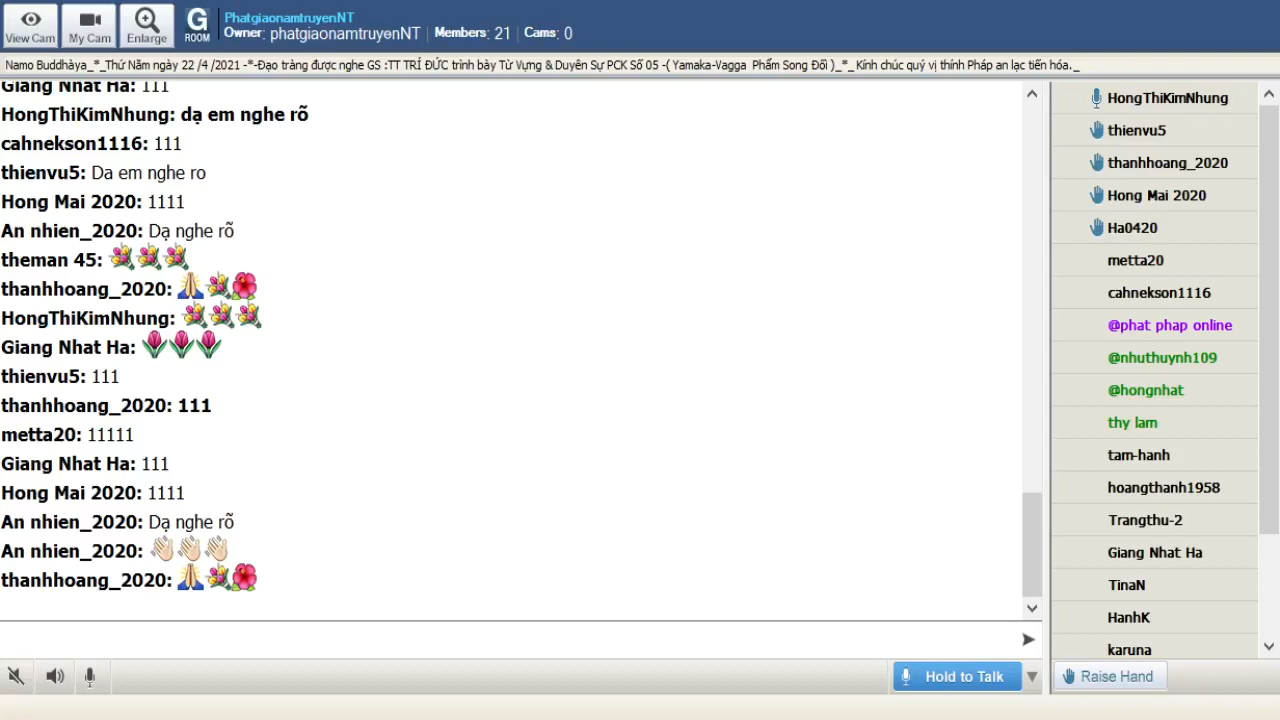 View Cam
My Cam
Enlarge
G
ROOM
PhatgiaonamtruyenNT
Owner: phatgiaonamtruyenNT Members: 21 Cams: 0
Namo Buddhàya_*_Thứ Năm ngày 22 /4 /2021 -*-Đạo tràng được nghe GS :TT TRÍ ĐỨC trình bày Từ Vựng & Duyên Sự PCK Số 05 -( Yamaka-Vagga Phẩm Song Đối )_*_ Kính chúc quý vị thính Pháp an lạc tiến hóa._
Giang Nhat Ha: 111
HongThiKimNhung: dạ em nghe rõ
cahnekson1116: 111
thienvu5: Da em nghe ro
Hong Mai 2020: 1111
An nhien_2020: Dạ nghe rõ
theman 45:
thanhhoang_2020:
HongThiKimNhung:
Giang Nhat Ha:
thienvu5: 111
thanhhoang_2020: 111
metta20: 11111
Giang Nhat Ha: 111
Hong Mai 2020: 1111
An nhien_2020: Dạ nghe rõ
An nhien_2020:
thanhhoang_2020:
HongThiKimNhung
thienvu5
thanhhoang_2020
Hong Mai 2020
Ha0420
metta20
cahnekson1116
@phat phap online
@nhuthuynh109
@hongnhat
thy lam
tam-hanh
hoangthanh1958
Trangthu-2
Giang Nhat Ha
TinaN
HanhK
karuna
Hold to Talk
Raise Hand